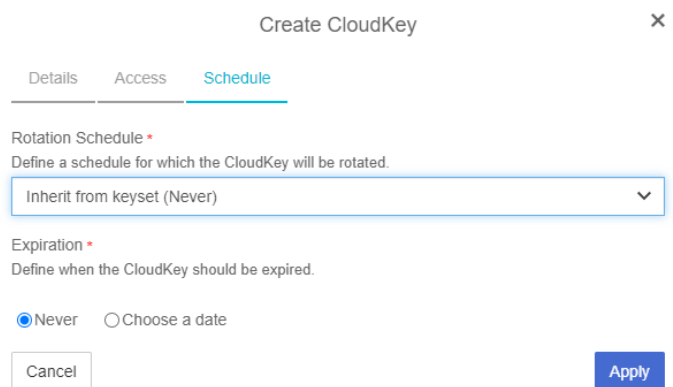 Create CloudKey
Details Access Schedule
Rotation Schedule *
Define a schedule for which the CloudKey will be rotated.
Inherit from keyset (Never)
Expiration *
Define when the CloudKey should be expired.
Never Choose a date
Cancel Apply